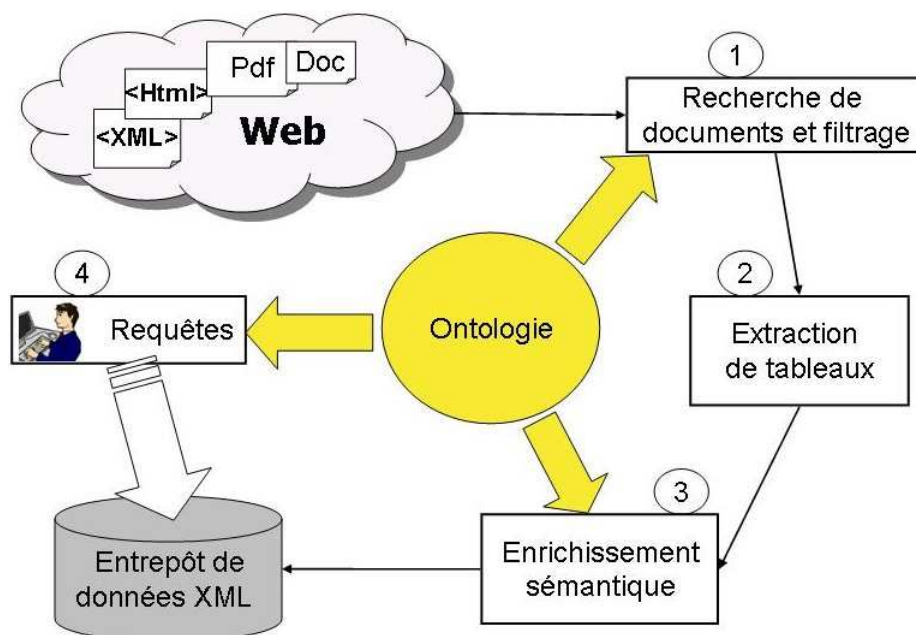 Pdf
Doc
<Html>
<XML>
Web
1
Recherche de
documents et filtrage
4
Requêtes
Ontologie
2
Extraction
de tableaux
3
Enrichissement
sémantique
Entrepôt de
données XML